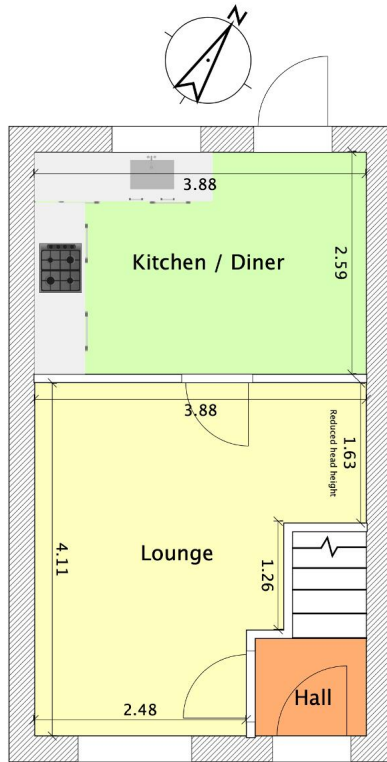 N
3.88
Kitchen / Diner
2.59
3.88
1.63
Reduced head height
4.11
Lounge
1.26
2.48
Hall